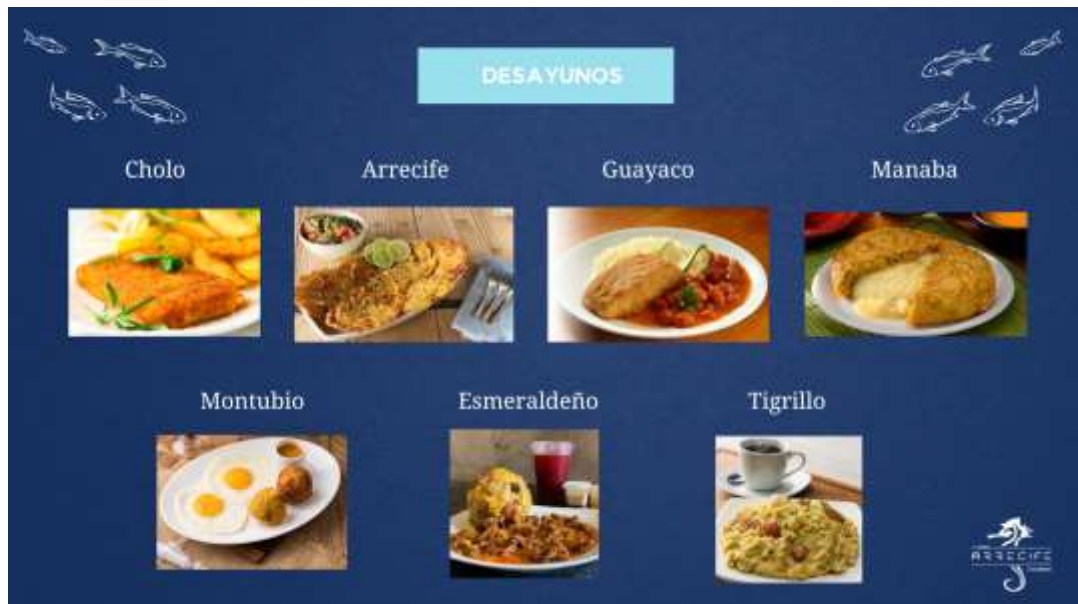 DESAYUNOS
Cholo
Arrecife
Guayaco
Manaba
Montubio
Esmeraldeño
Tigrillo
ARRECIFE